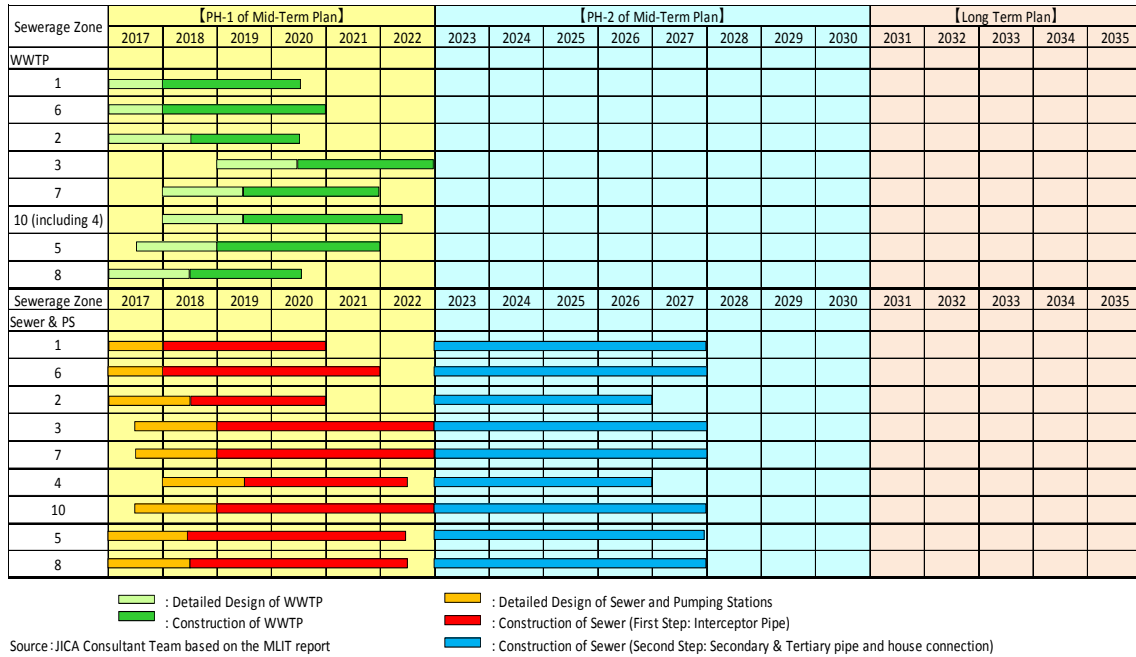 Sewerage Zone 【PH-1 of Mid-Term Plan】 【PH-2 of Mid-Term Plan】 【Long Term Plan】
2017 2018 2019 2020 2021 2022 2023 2024 2025 2026 2027 2028 2029 2030 2031 2032 2033 2034 2035
WWTP
1
6
2
3
7
10 (including 4)
5
8
Sewerage Zone 2017 2018 2019 2020 2021 2022 2023 2024 2025 2026 2027 2028 2029 2030 2031 2032 2033 2034 2035
Sewer & PS
1
6
2
3
7
4
10
5
8
: Detailed Design of WWTP
: Construction of WWTP
: Detailed Design of Sewer and Pumping Stations
: Construction of Sewer (First Step: Interceptor Pipe)
: Construction of Sewer (Second Step: Secondary & Tertiary pipe and house connection)
Source：JICA Consultant Team based on the MLIT report